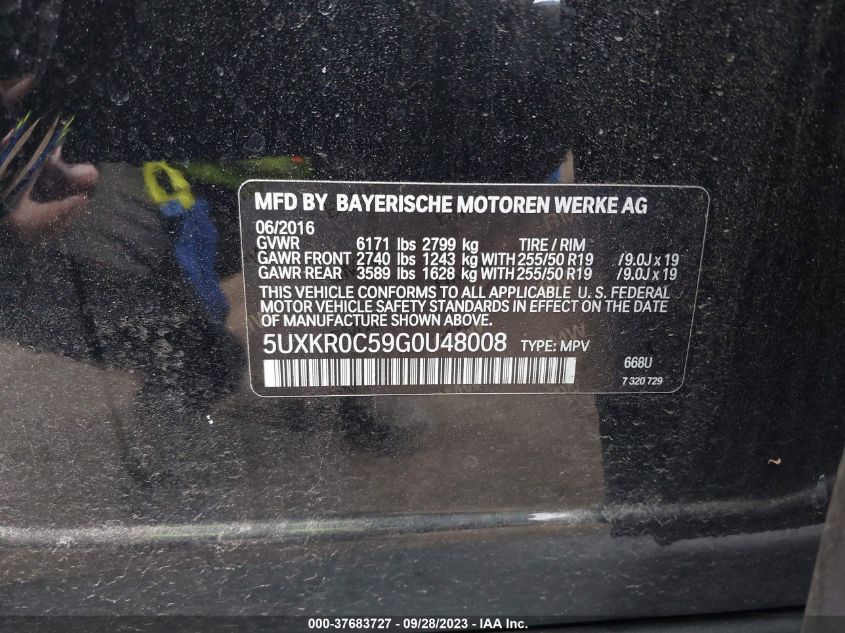 MFD BY BAYERISCHE MOTOREN WERKE AG
06/2016
GVWR 6171 lbs 2799 kg TIRE / RIM
GAWR FRONT 2740 lbs 1243 kg WITH 255/50 R19 / 9.0J x 19
GAWR REAR 3589 lbs 1628 kg WITH 255/50 R19 / 9.0J x 19
THIS VEHICLE CONFORMS TO ALL APPLICABLE U. S. FEDERAL
MOTOR VEHICLE SAFETY STANDARDS IN EFFECT ON THE DATE
OF MANUFACTURE SHOWN ABOVE.
5UXKR0C59G0U48008 TYPE: MPV
668U
7 320 729
000-37683727 - 09/28/2023 - IAA Inc.